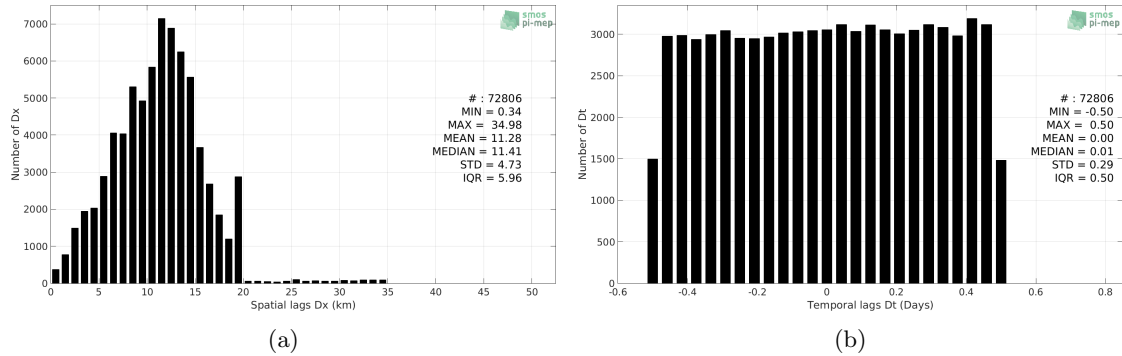 smos
pi-mep
7000
6000
5000
4000
3000
2000
1000
0
Number of Dx
# : 72806
MIN = 0.34
MAX = 34.98
MEAN = 11.28
MEDIAN = 11.41
STD = 4.73
IQR = 5.96
0 5 10 15 20 25 30 35 40 45 50
Spatial lags Dx (km)
(a)
smos
pi-mep
3000
2500
2000
1500
1000
500
0
Number of Dt
# : 72806
MIN = -0.50
MAX = 0.50
MEAN = 0.00
MEDIAN = 0.01
STD = 0.29
IQR = 0.50
-0.6 -0.4 -0.2 0 0.2 0.4 0.6 0.8
Temporal lags Dt (Days)
(b)